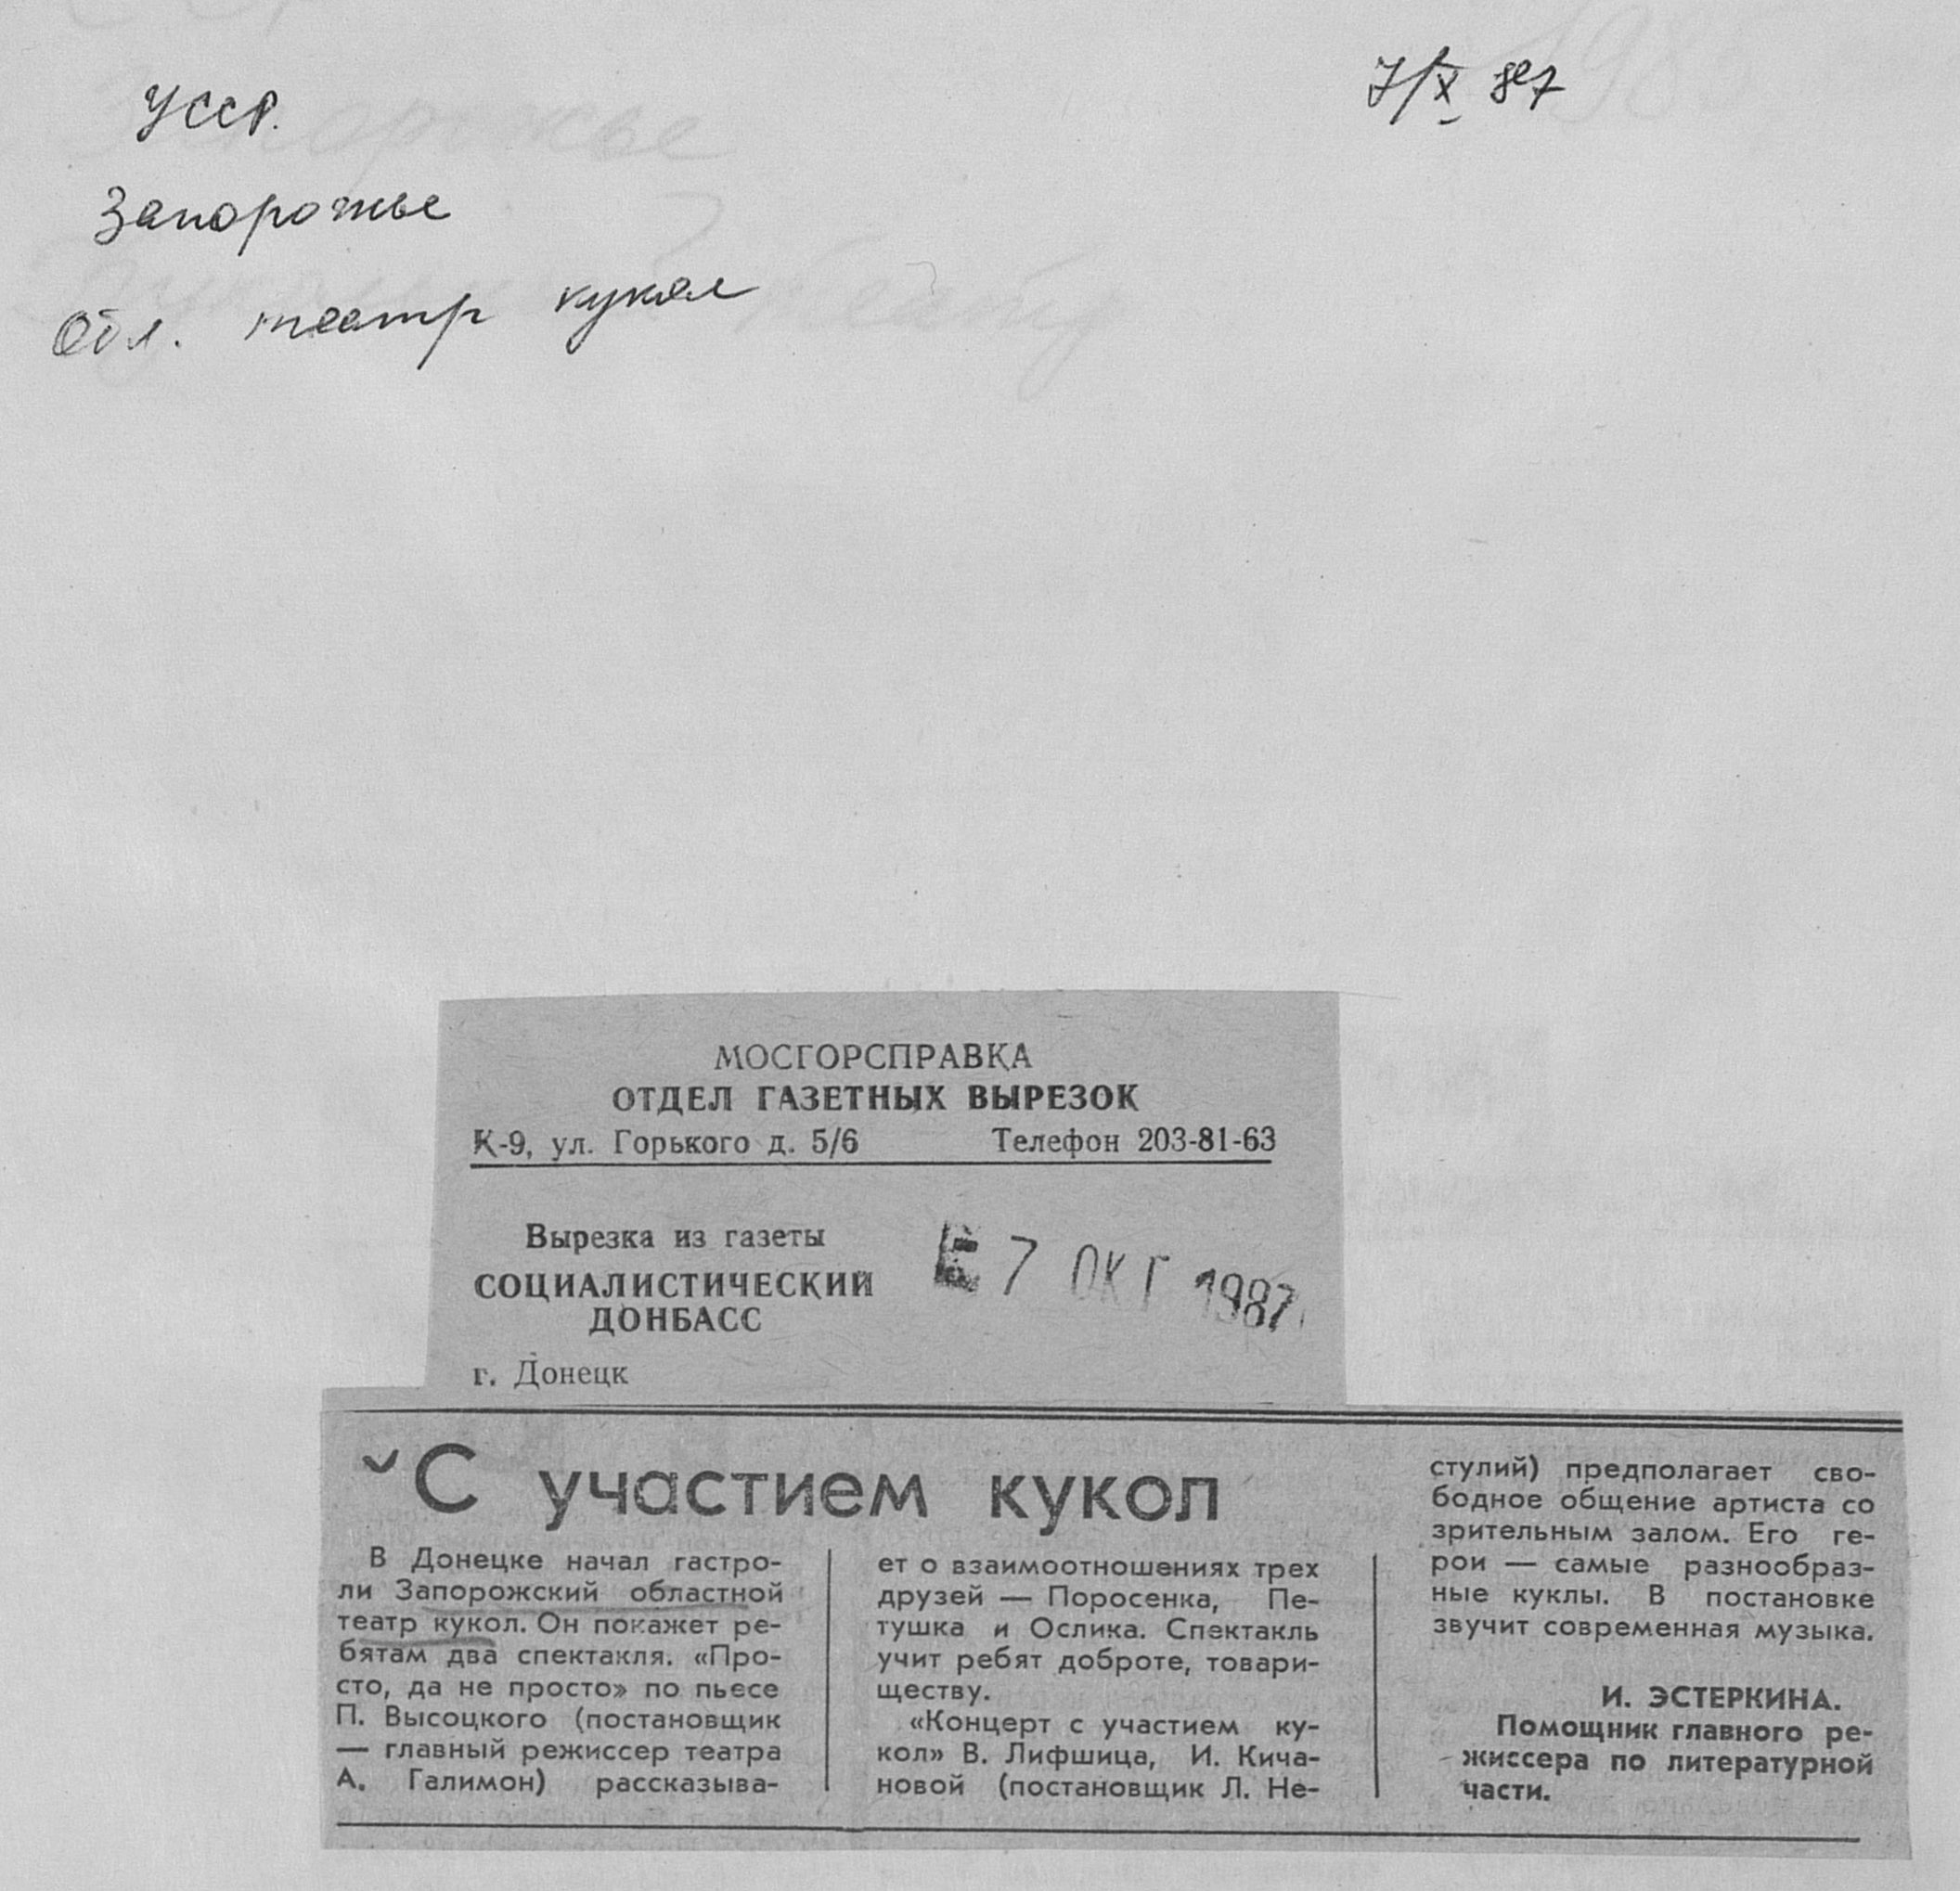 УССР.
7/X 87
Запорожье
Обл. театр кукол
МОСГОРСПРАВКА
ОТДЕЛ ГАЗЕТНЫХ ВЫРЕЗОК
К-9, ул. Горького д. 5/6 Телефон 203-81-63
Вырезка из газеты
СОЦИАЛИСТИЧЕСКИЙ
ДОНБАСС
7 ОКТ 1987
г. Донецк
С участием кукол
В Донецке начал гастро-
ли Запорожский областной
театр кукол. Он покажет ре-
бятам два спектакля. «Про-
сто, да не просто» по пьесе
П. Высоцкого (постановщик
— главный режиссер театра
А. Галимон) рассказыва-
ет о взаимоотношениях трех
друзей — Поросенка, Пе-
тушка и Ослика. Спектакль
учит ребят доброте, товари-
ществу.
«Концерт с участием ку-
кол» В. Лифшица, И. Кича-
новой (постановщик Л. Не-
стулий) предполагает сво-
бодное общение артиста со
зрительным залом. Его ге-
рои — самые разнообраз-
ные куклы. В постановке
звучит современная музыка.
И. ЭСТЕРКИНА.
Помощник главного ре-
жиссера по литературной
части.